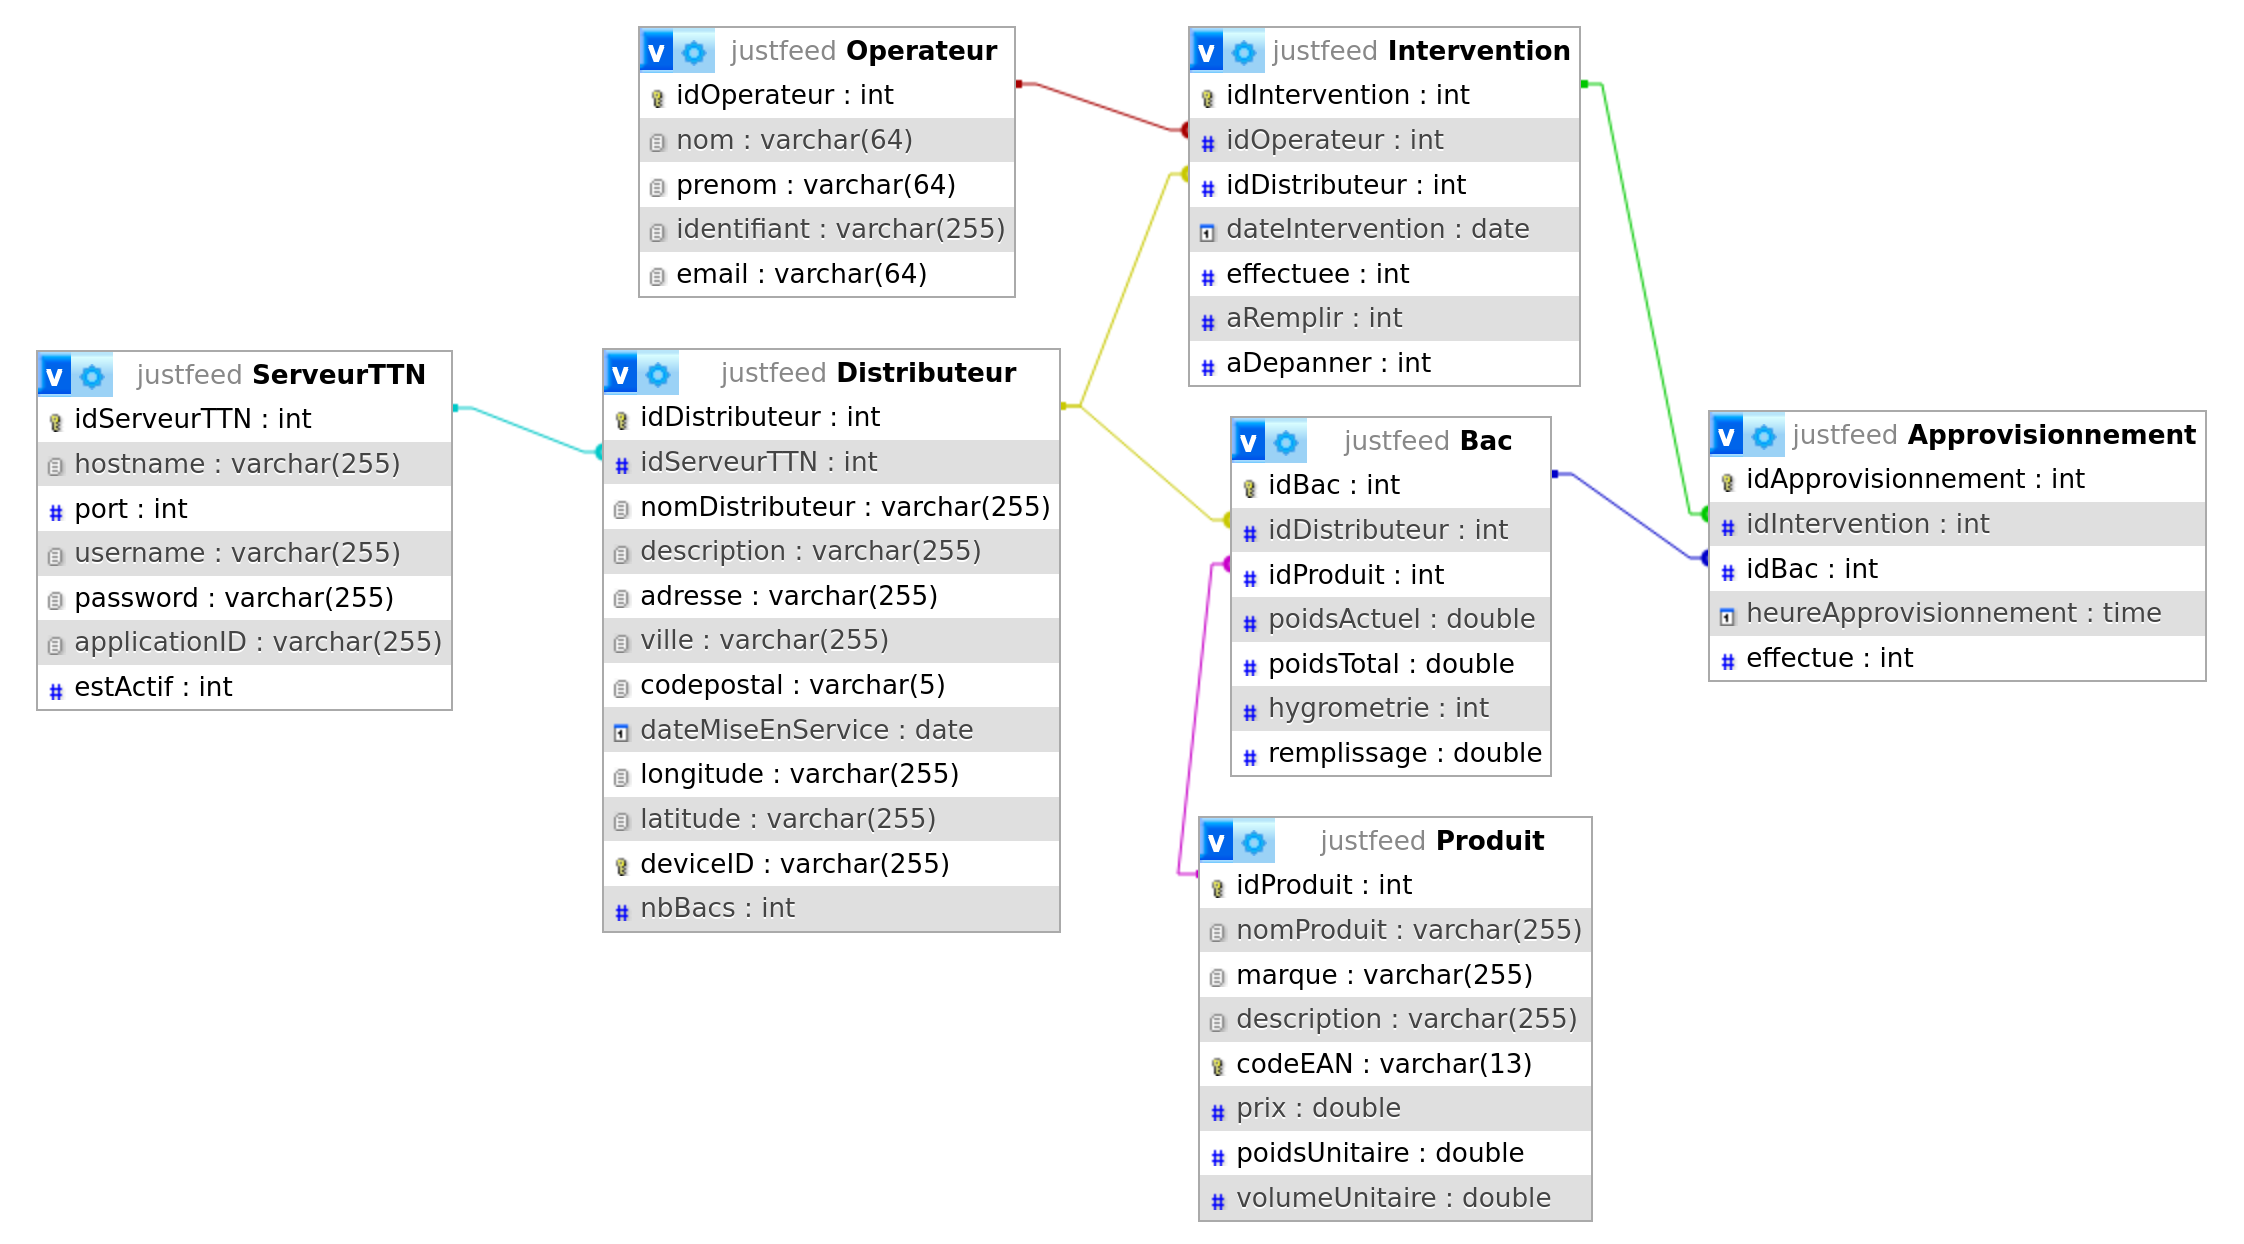 v justfeed Operateur
idOperateur : int
nom : varchar(64)
prenom : varchar(64)
identifiant : varchar(255)
email : varchar(64)
v justfeed Intervention
idIntervention : int
idOperateur : int
idDistributeur : int
dateIntervention : date
effectuee : int
aRemplir : int
aDepanner : int
v justfeed ServeurTTN
idServeurTTN : int
hostname : varchar(255)
port : int
username : varchar(255)
password : varchar(255)
applicationID : varchar(255)
estActif : int
v justfeed Distributeur
idDistributeur : int
idServeurTTN : int
nomDistributeur : varchar(255)
description : varchar(255)
adresse : varchar(255)
ville : varchar(255)
codepostal : varchar(5)
dateMiseEnService : date
longitude : varchar(255)
latitude : varchar(255)
deviceID : varchar(255)
nbBacs : int
v justfeed Bac
idBac : int
idDistributeur : int
idProduit : int
poidsActuel : double
poidsTotal : double
hygrometrie : int
remplissage : double
v justfeed Approvisionnement
idApprovisionnement : int
idIntervention : int
idBac : int
heureApprovisionnement : time
effectue : int
v justfeed Produit
idProduit : int
nomProduit : varchar(255)
marque : varchar(255)
description : varchar(255)
codeEAN : varchar(13)
prix : double
poidsUnitaire : double
volumeUnitaire : double